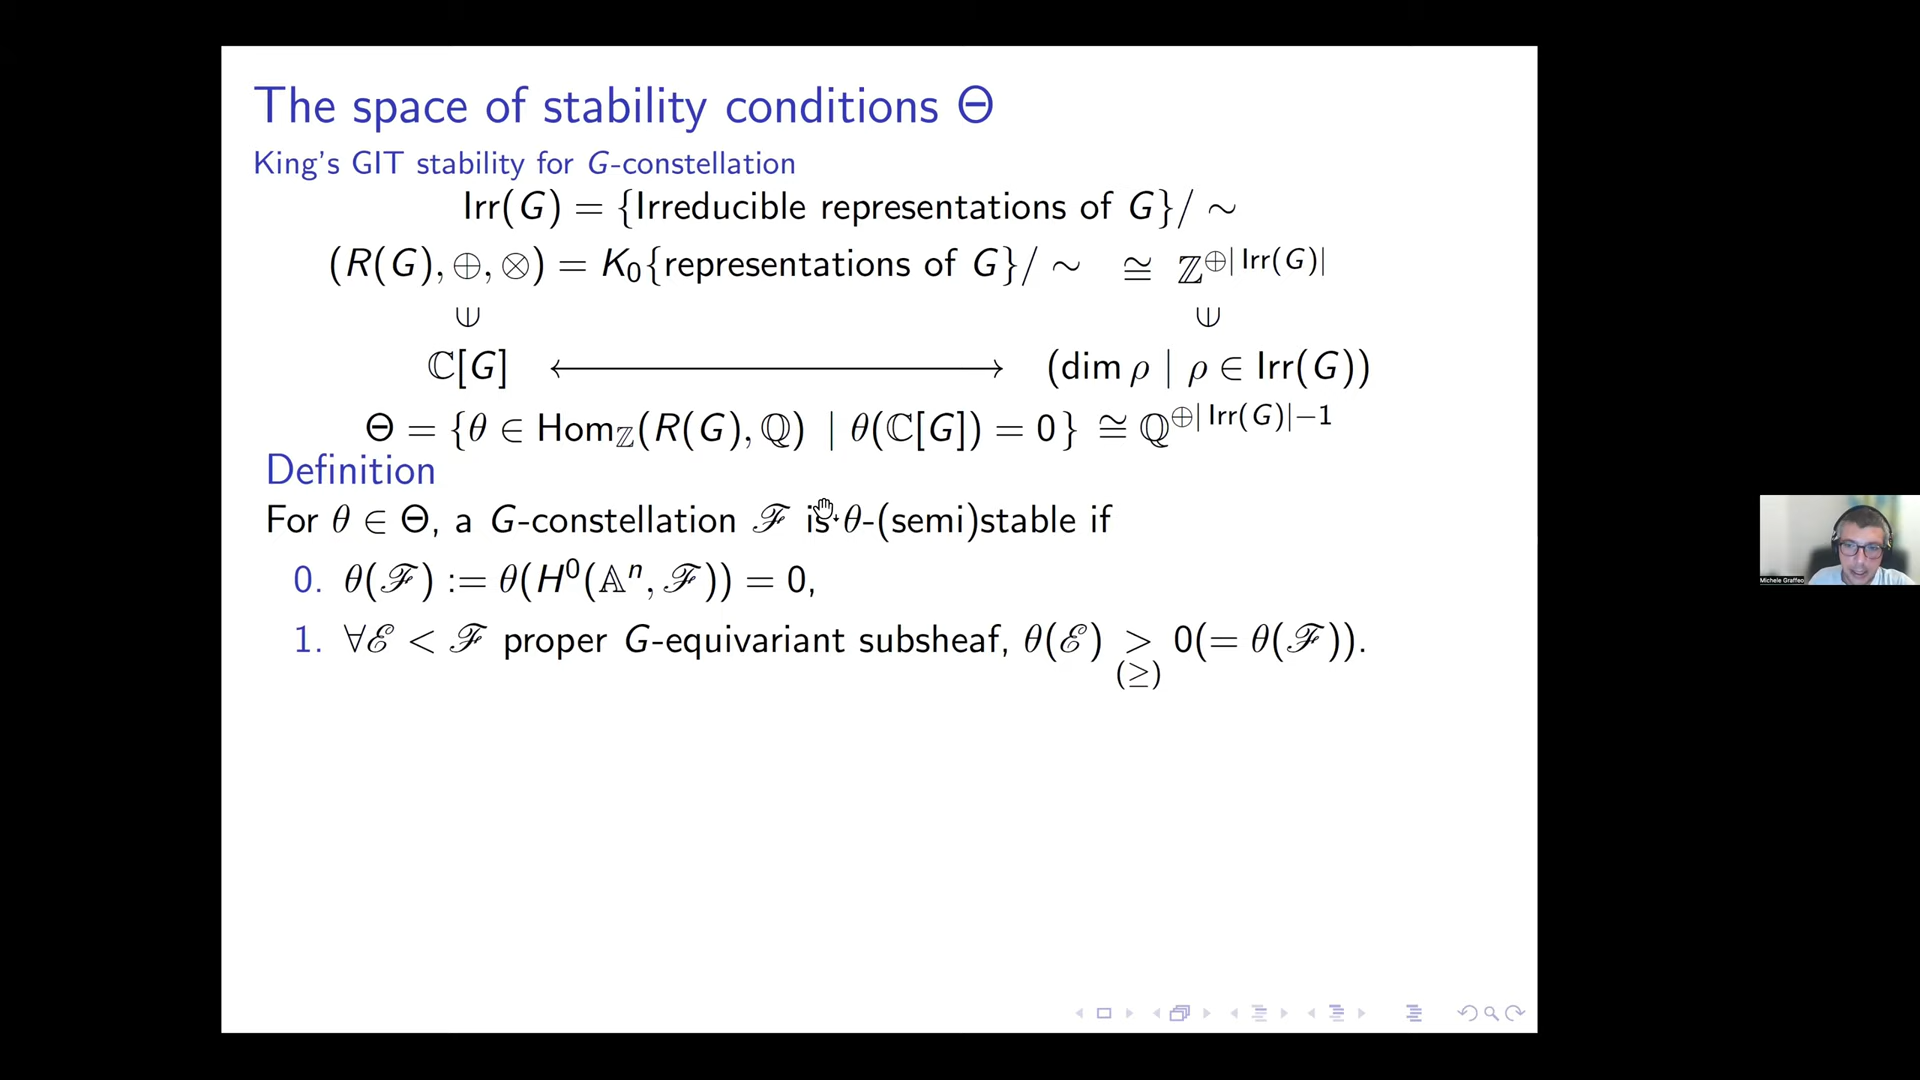 The space of stability conditions Θ
King's GIT stability for G-constellation
Irr(G) = {Irreducible representations of G}/ ∼
(R(G), ⊕, ⊗) = K₀{representations of G}/ ∼ ≅ ℤ^{⊕| Irr(G)|}
∈ ∈
ℂ[G] ⟷ (dim ρ | ρ ∈ Irr(G))
Θ = {θ ∈ Hom_ℤ(R(G), ℚ) | θ(ℂ[G]) = 0} ≅ ℚ^{⊕| Irr(G)|−1}
Definition
For θ ∈ Θ, a G-constellation ℱ is θ-(semi)stable if
0. θ(ℱ) := θ(H⁰(𝔸ⁿ, ℱ)) = 0,
1. ∀ℰ < ℱ proper G-equivariant subsheaf, θ(ℰ) > 0(= θ(ℱ)).
(≥)
Michele Graffeo